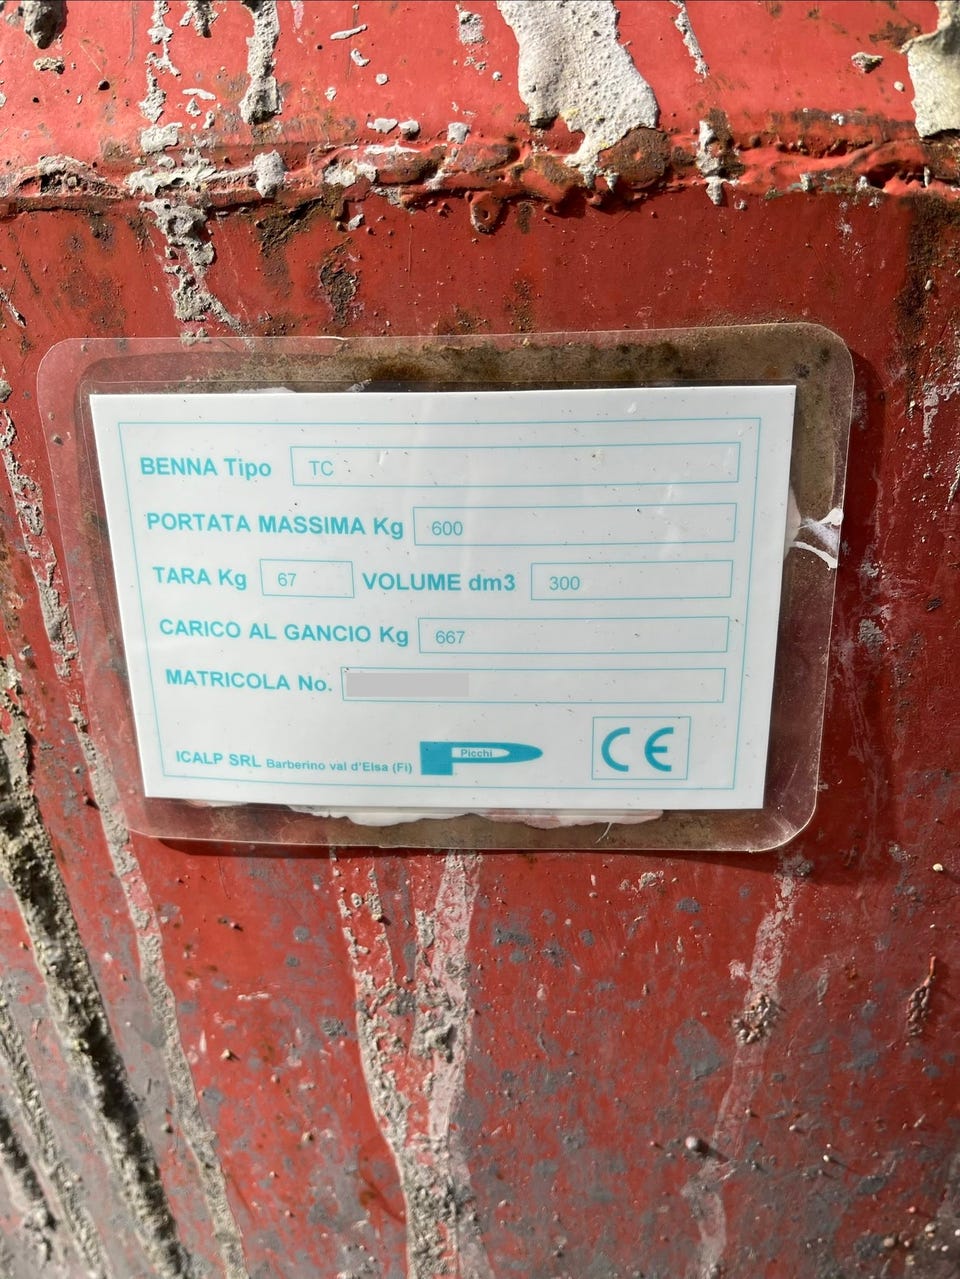 BENNA Tipo TC
PORTATA MASSIMA Kg 600
TARA Kg 67 VOLUME dm3 300
CARICO AL GANCIO Kg 667
MATRICOLA No.
ICALP SRL Barberino val d'Elsa (Fi) Picchi CE